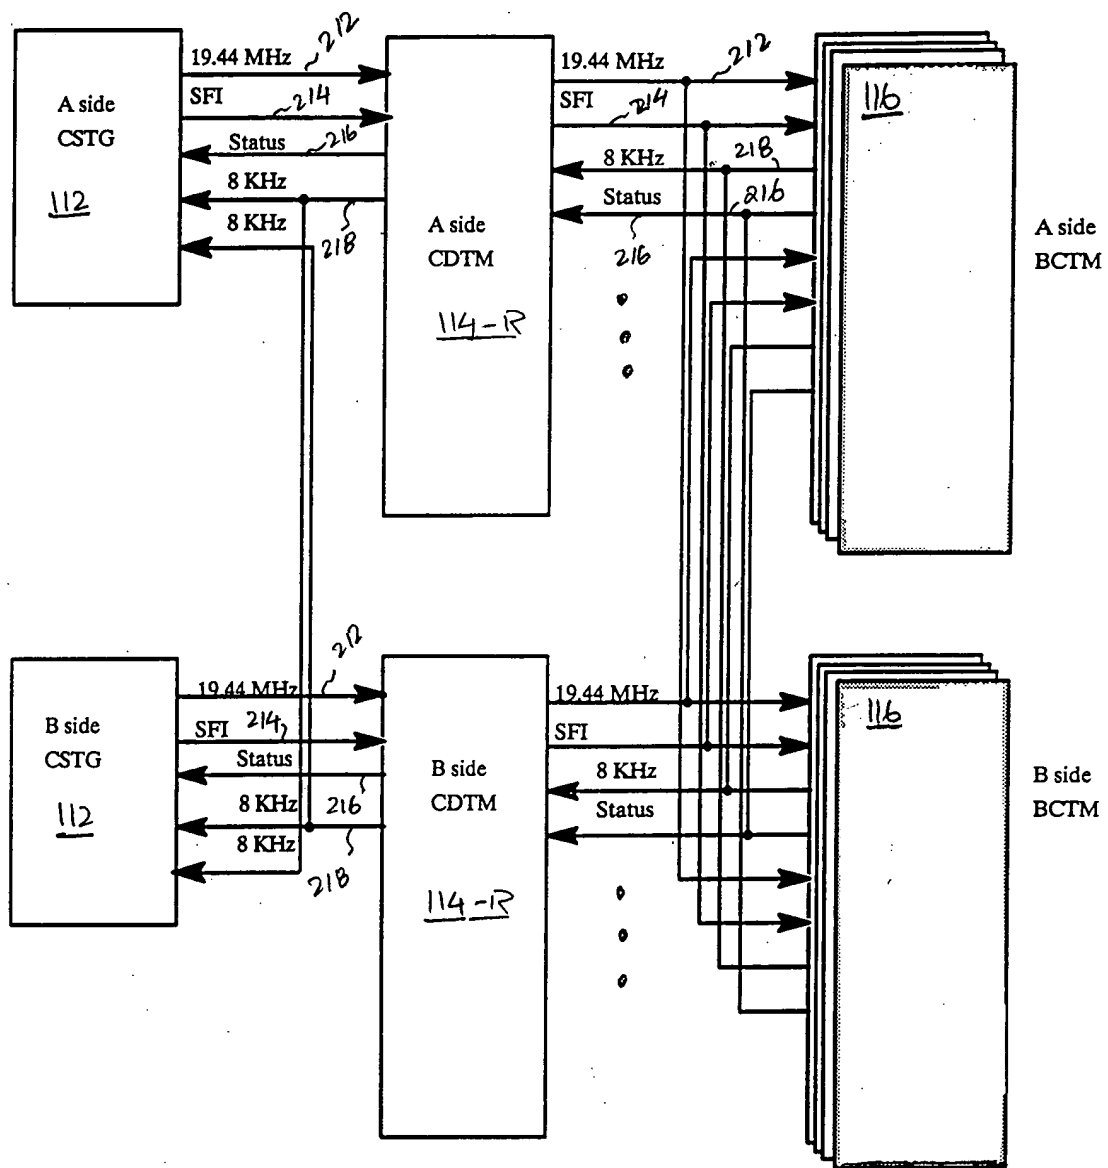 19.44 MHz 212
SFI 214
Status 216
8 KHz
8 KHz
218
A side
CSTG
112
A side
CDTM
114-R
19.44 MHz 212
SFI 214
8 KHz 218
Status 216
216
116
A side
BCTM
212
19.44 MHz
SFI 214
Status
216
8 KHz
8 KHz
218
B side
CSTG
112
B side
CDTM
114-R
19.44 MHz
SFI
8 KHz
Status
116
B side
BCTM